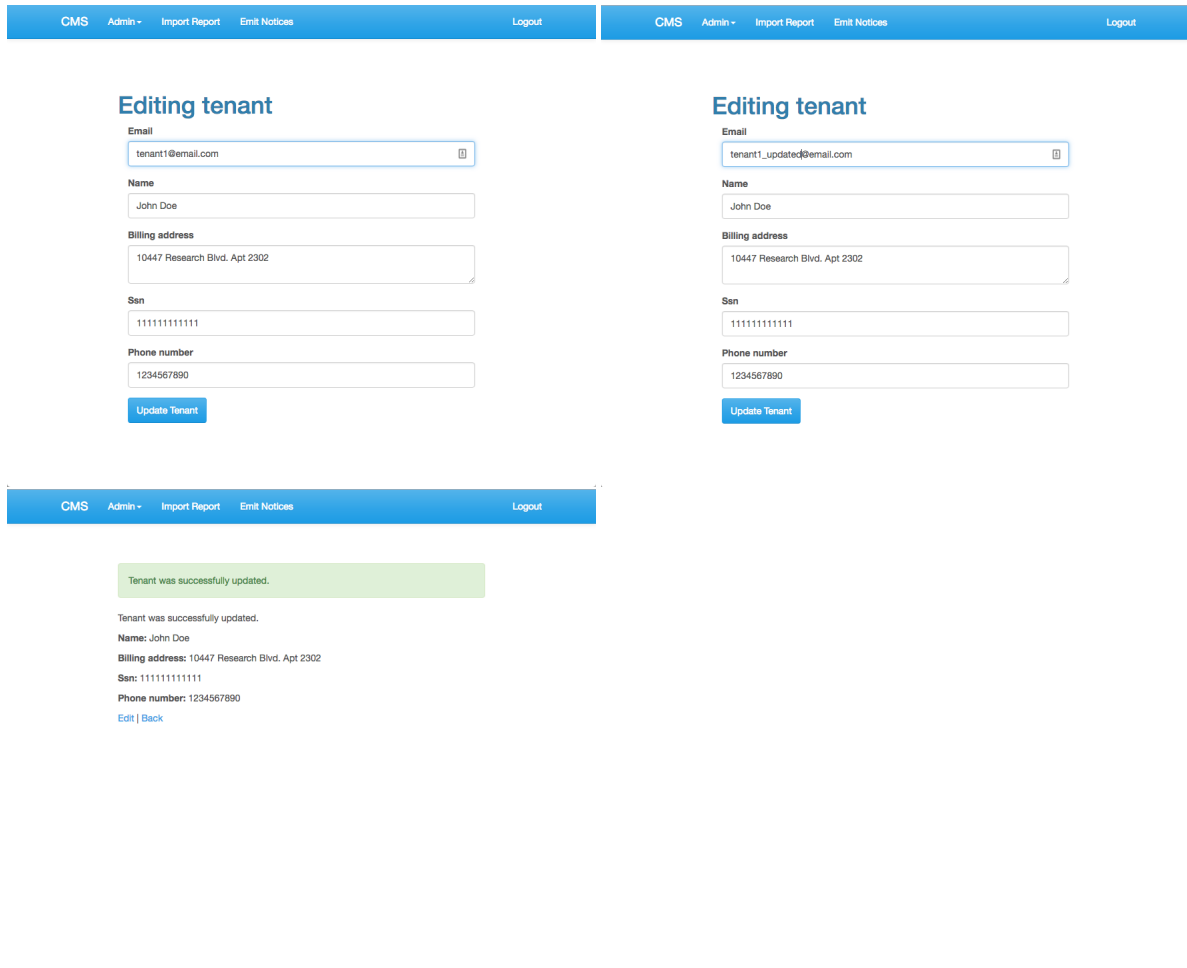 CMS Admin Import Report Emit Notices Logout
Editing tenant
Email
tenant1@email.com
Name
John Doe
Billing address
10447 Research Blvd. Apt 2302
Ssn
111111111111
Phone number
1234567890
Update Tenant
CMS Admin Import Report Emit Notices Logout
Editing tenant
Email
tenant1_updated@email.com
Name
John Doe
Billing address
10447 Research Blvd. Apt 2302
Ssn
111111111111
Phone number
1234567890
Update Tenant
CMS Admin Import Report Emit Notices Logout
Tenant was successfully updated.
Tenant was successfully updated.
Name: John Doe
Billing address: 10447 Research Blvd. Apt 2302
Ssn: 111111111111
Phone number: 1234567890
Edit | Back